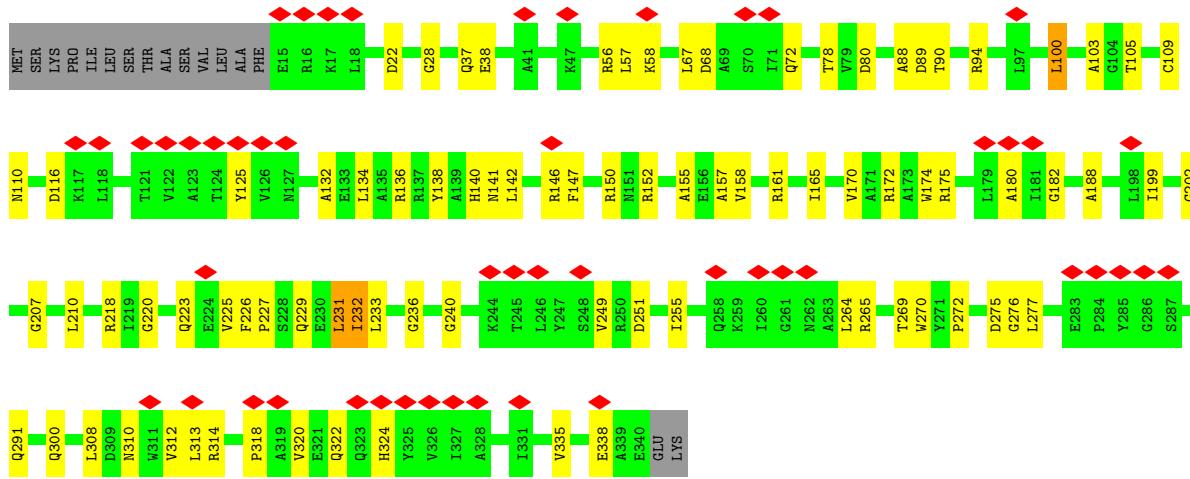 MET SER LYS PRO ILE LEU SER THR ALA SER VAL LEU ALA PHE E15 R16 K17 L18 D22 G28 Q37 E38 A41 K47 R56 L57 K58 L67 D68 A69 S70 I71 Q72 T78 V79 D80 A88 D89 T90 R94 L97 L100 A103 G104 T105 C109
N110 D116 K117 L118 T121 V122 A123 T124 Y125 V126 N127 A132 E133 L134 A135 R136 R137 Y138 A139 H140 N141 L142 R146 F147 R150 N151 R152 A155 E156 A157 V158 R161 I165 V170 A171 R172 A173 W174 R175 L179 A180 I181 G182 A188 L198 I199
G207 L210 R218 I219 G220 Q223 E224 V225 F226 P227 S228 Q229 E230 L231 I232 L233 G236 G240 K244 T245 L246 Y247 S248 V249 R250 D251 I255 Q258 K259 I260 G261 N262 A263 L264 R265 T269 W270 Y271 P272 D275 G276 L277 E283 P284 Y285 G286 S287
Q291 Q300 L308 D309 N310 W311 V312 L313 R314 P318 A319 V320 E321 Q322 Q323 H324 Y325 V326 I327 A328 I331 V335 E338 A339 E340 GLU LYS